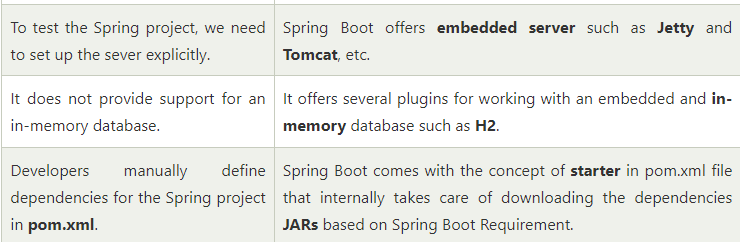 To test the Spring project, we need
to set up the sever explicitly.
Spring Boot offers embedded server such as Jetty and
Tomcat, etc.
It does not provide support for an
in-memory database.
It offers several plugins for working with an embedded and in-
memory database such as H2.
Developers manually define
dependencies for the Spring project
in pom.xml.
Spring Boot comes with the concept of starter in pom.xml file
that internally takes care of downloading the dependencies
JARs based on Spring Boot Requirement.